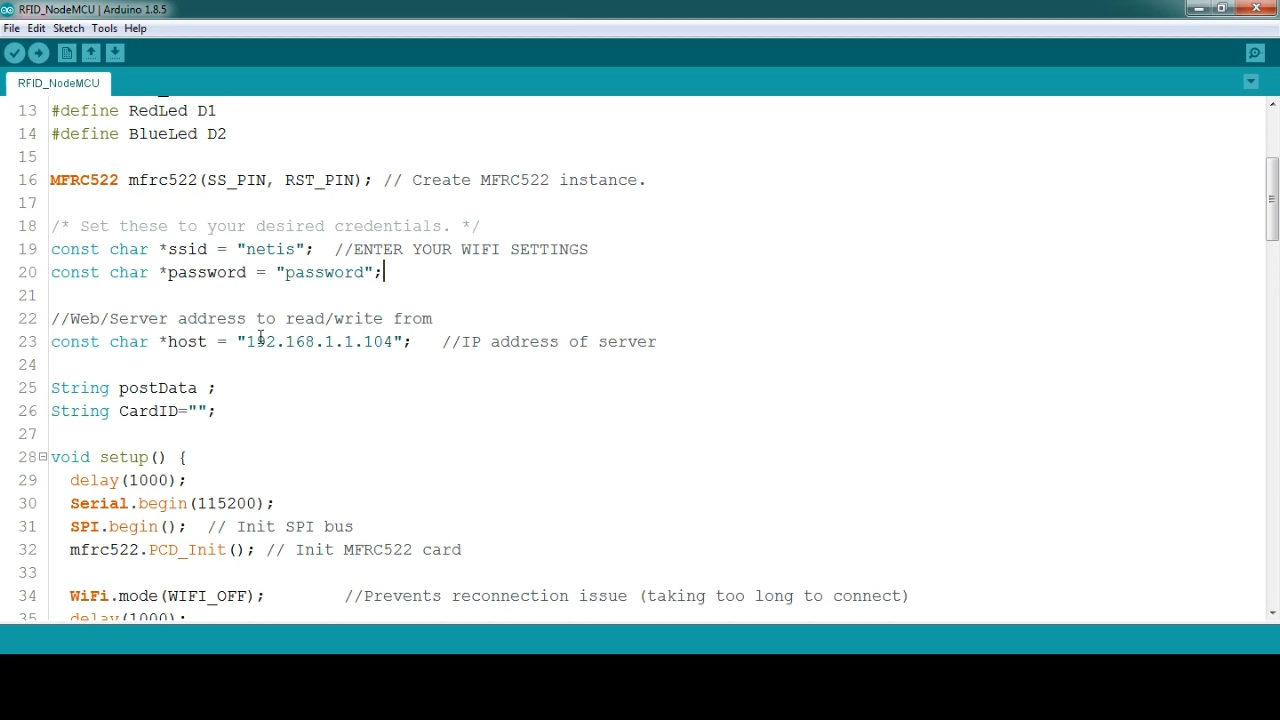 RFID_NodeMCU | Arduino 1.8.5
File Edit Sketch Tools Help
RFID_NodeMCU
13 #define RedLed D1
14 #define BlueLed D2
15
16 MFRC522 mfrc522(SS_PIN, RST_PIN); // Create MFRC522 instance.
17
18 /* Set these to your desired credentials. */
19 const char *ssid = "netis";  //ENTER YOUR WIFI SETTINGS
20 const char *password = "password";
21
22 //Web/Server address to read/write from
23 const char *host = "192.168.1.1.104";   //IP address of server
24
25 String postData ;
26 String CardID="";
27
28 void setup() {
29   delay(1000);
30   Serial.begin(115200);
31   SPI.begin();  // Init SPI bus
32   mfrc522.PCD_Init(); // Init MFRC522 card
33
34   WiFi.mode(WIFI_OFF);        //Prevents reconnection issue (taking too long to connect)
35   delay(1000);